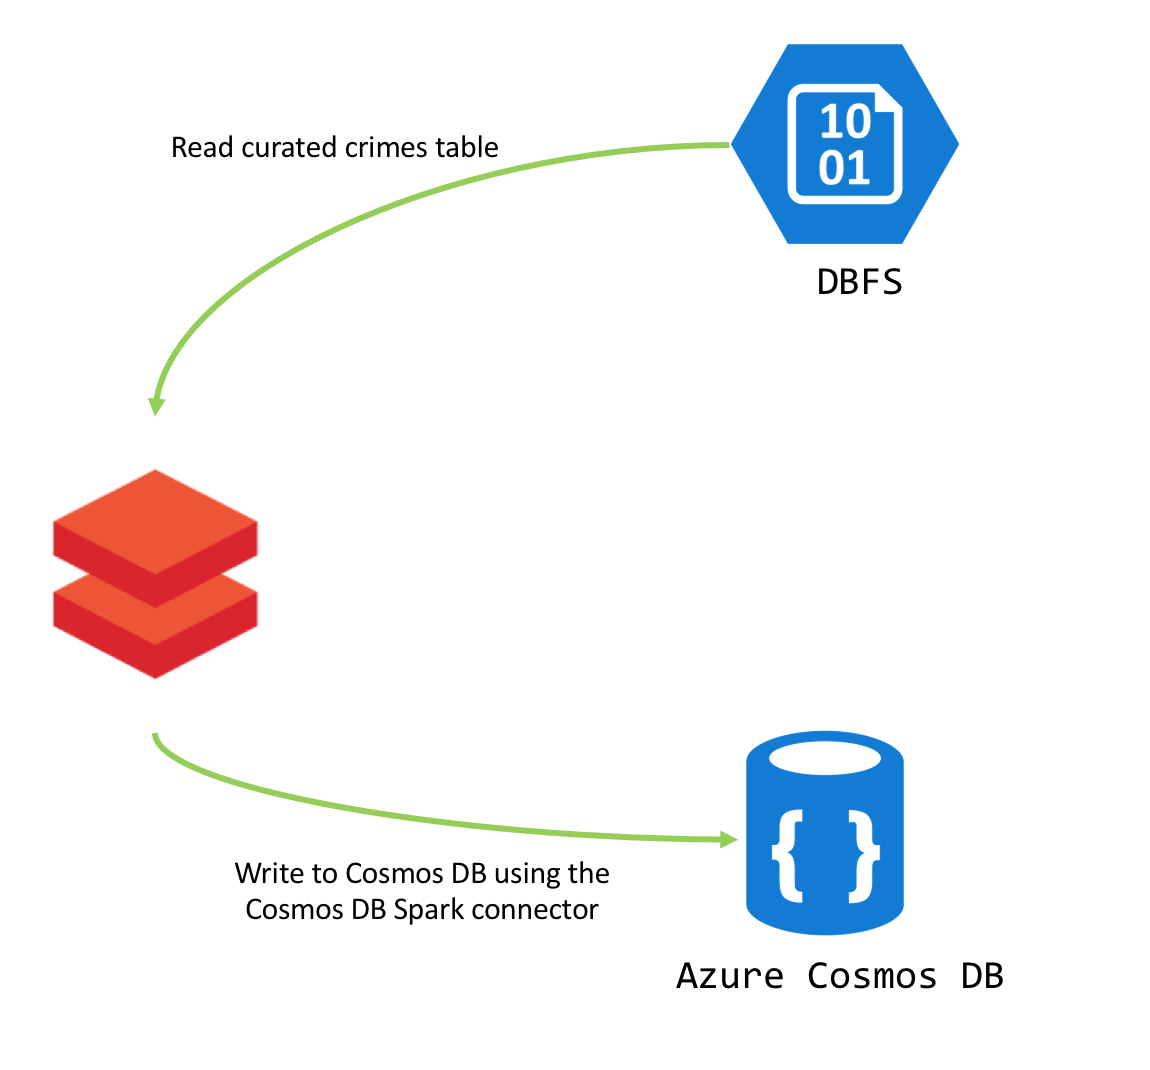 Read curated crimes table
10
01
DBFS
Write to Cosmos DB using the
Cosmos DB Spark connector
{ }
Azure Cosmos DB